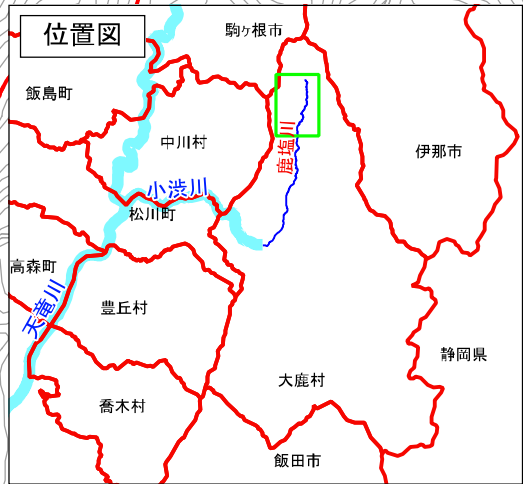 位置図
駒ヶ根市
飯島町
中川村
鹿塩川
伊那市
小渋川
松川町
高森町
天竜川
豊丘村
静岡県
大鹿村
喬木村
飯田市